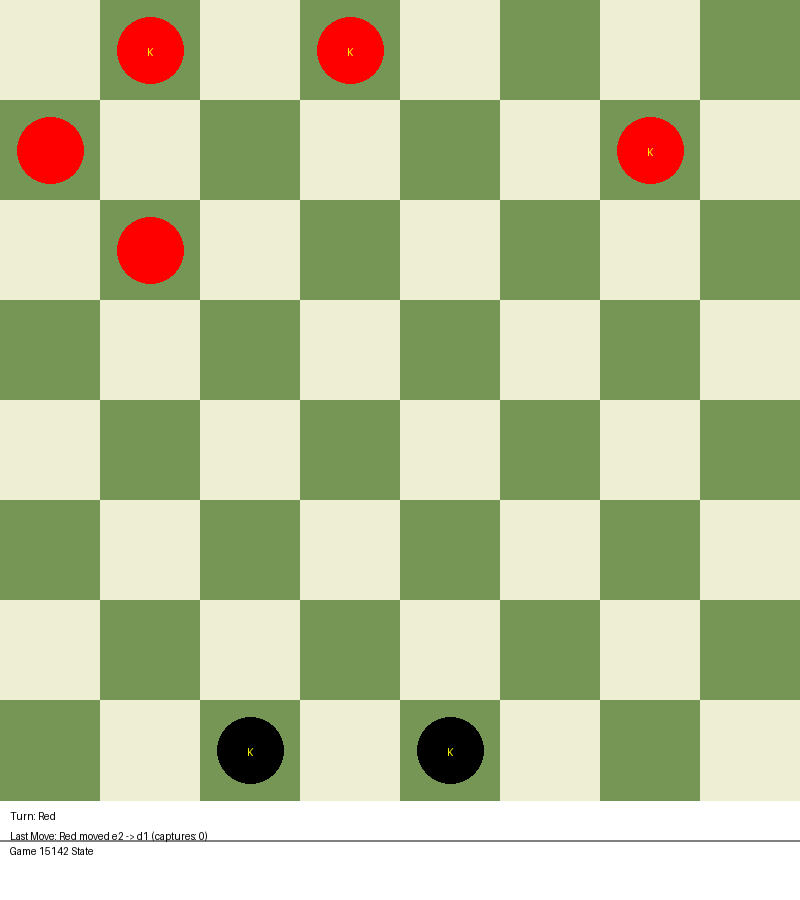 K K
K
K K
Turn: Red
Last Move: Red moved e2 -> d1 (captures: 0)
Game 15142 State